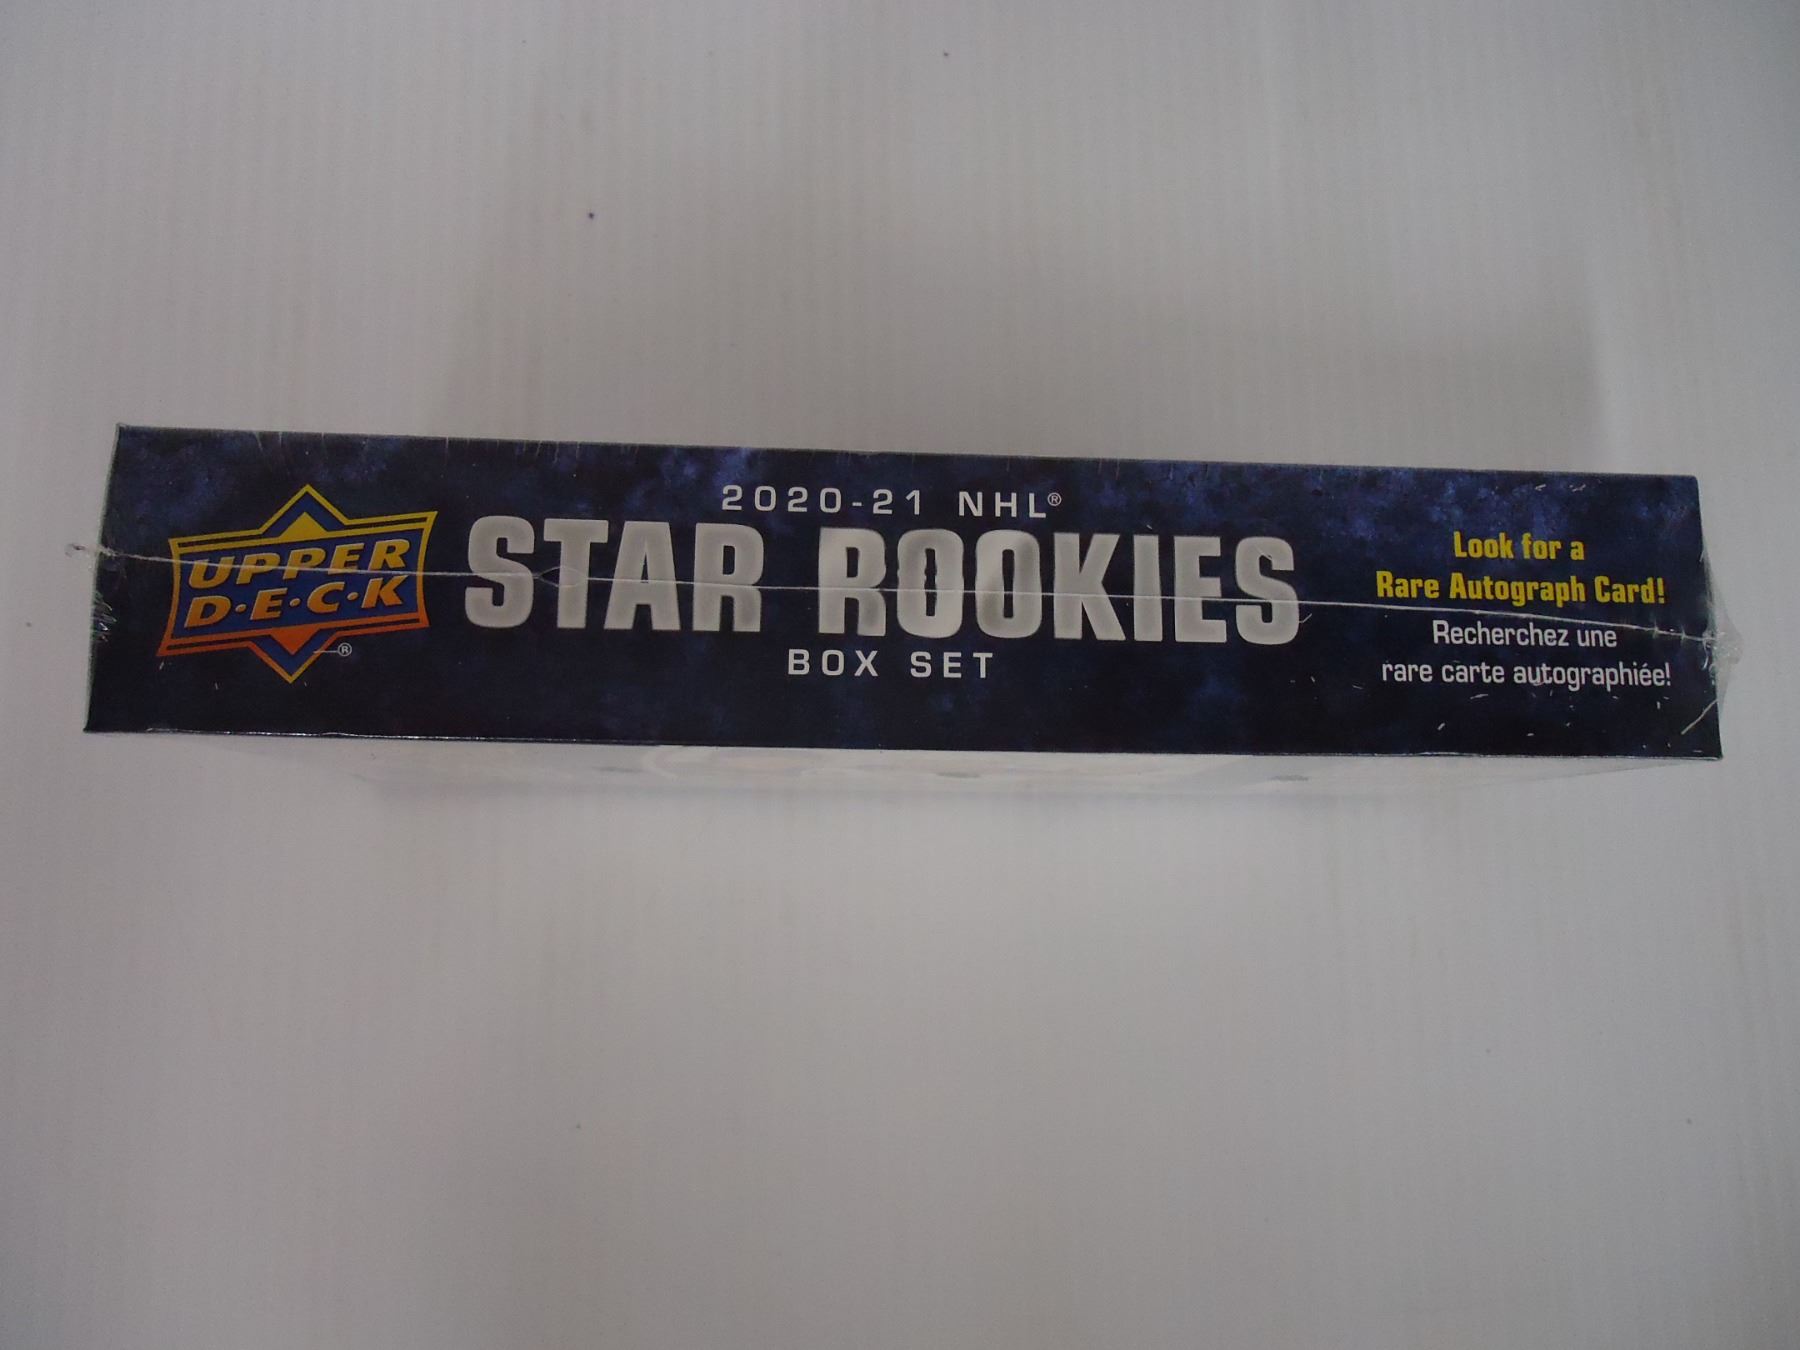 UPPER
D·E·C·K
®
2020-21 NHL®
STAR ROOKIES
BOX SET
Look for a
Rare Autograph Card!
Recherchez une
rare carte autographiée!